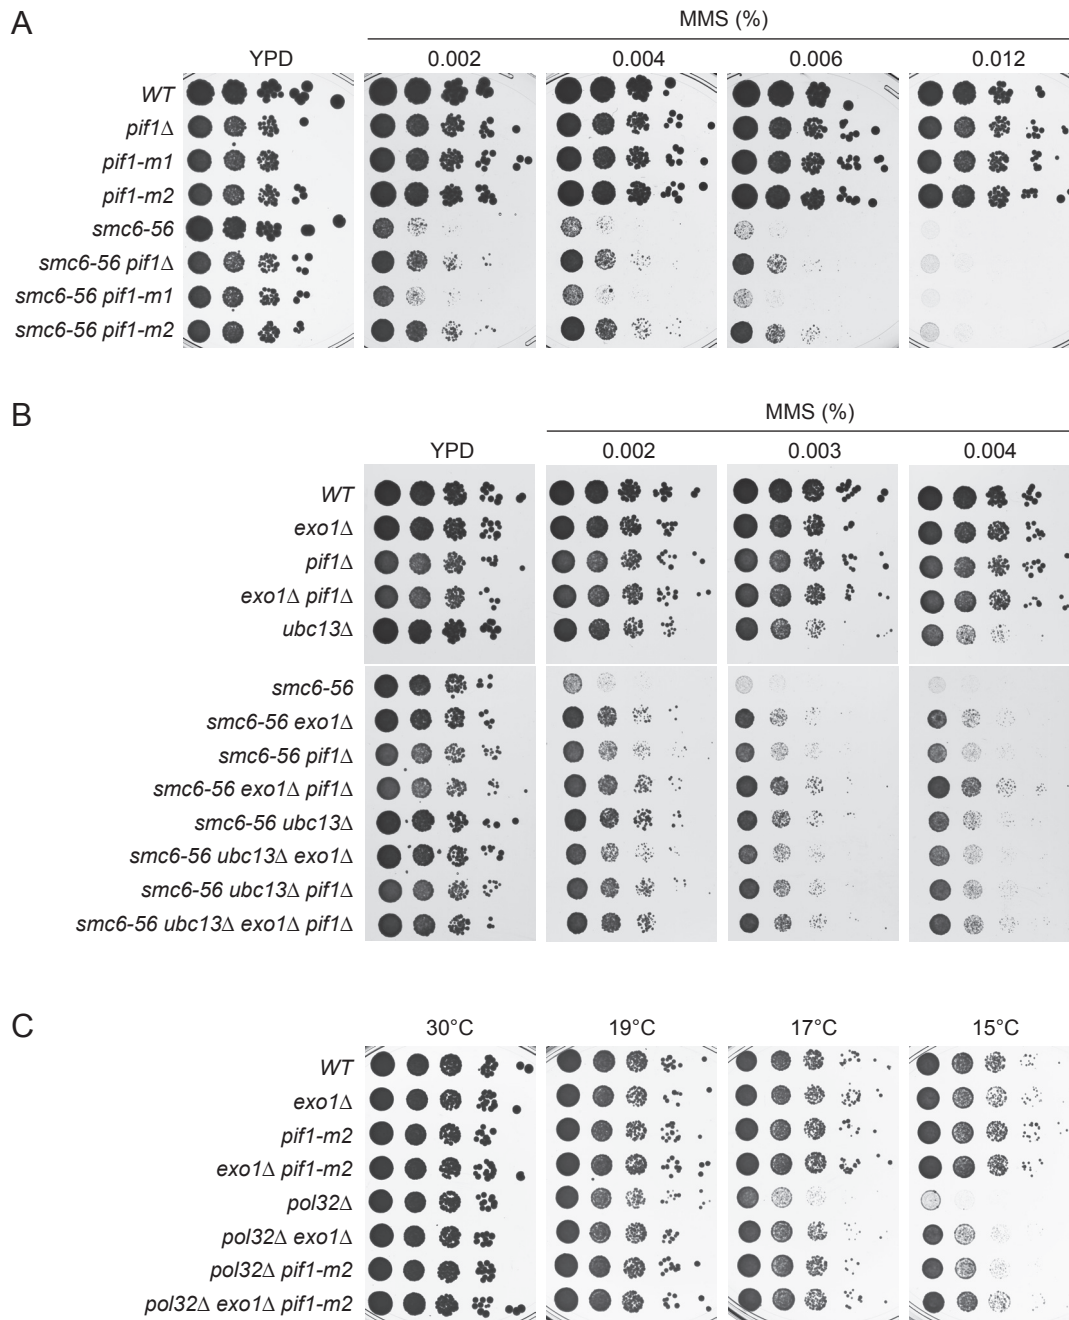 A
MMS (%)
YPD 0.002 0.004 0.006 0.012
WT
pif1Δ
pif1-m1
pif1-m2
smc6-56
smc6-56 pif1Δ
smc6-56 pif1-m1
smc6-56 pif1-m2
B
MMS (%)
YPD 0.002 0.003 0.004
WT
exo1Δ
pif1Δ
exo1Δ pif1Δ
ubc13Δ
smc6-56
smc6-56 exo1Δ
smc6-56 pif1Δ
smc6-56 exo1Δ pif1Δ
smc6-56 ubc13Δ
smc6-56 ubc13Δ exo1Δ
smc6-56 ubc13Δ pif1Δ
smc6-56 ubc13Δ exo1Δ pif1Δ
C
30°C 19°C 17°C 15°C
WT
exo1Δ
pif1-m2
exo1Δ pif1-m2
pol32Δ
pol32Δ exo1Δ
pol32Δ pif1-m2
pol32Δ exo1Δ pif1-m2